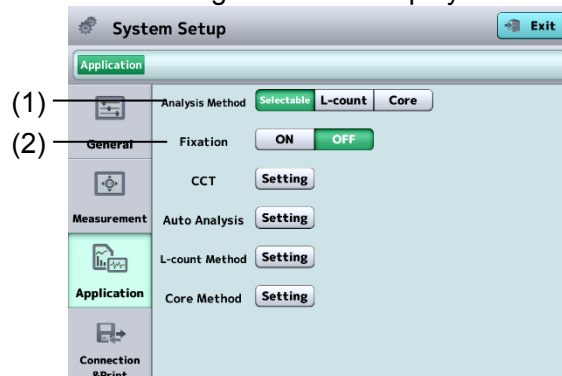 System Setup
Exit
Application
(1)
Analysis Method Selectable L-count Core
(2)
General
Fixation ON OFF
CCT Setting
Measurement
Auto Analysis Setting
L-count Method Setting
Application
Core Method Setting
Connection
&Print